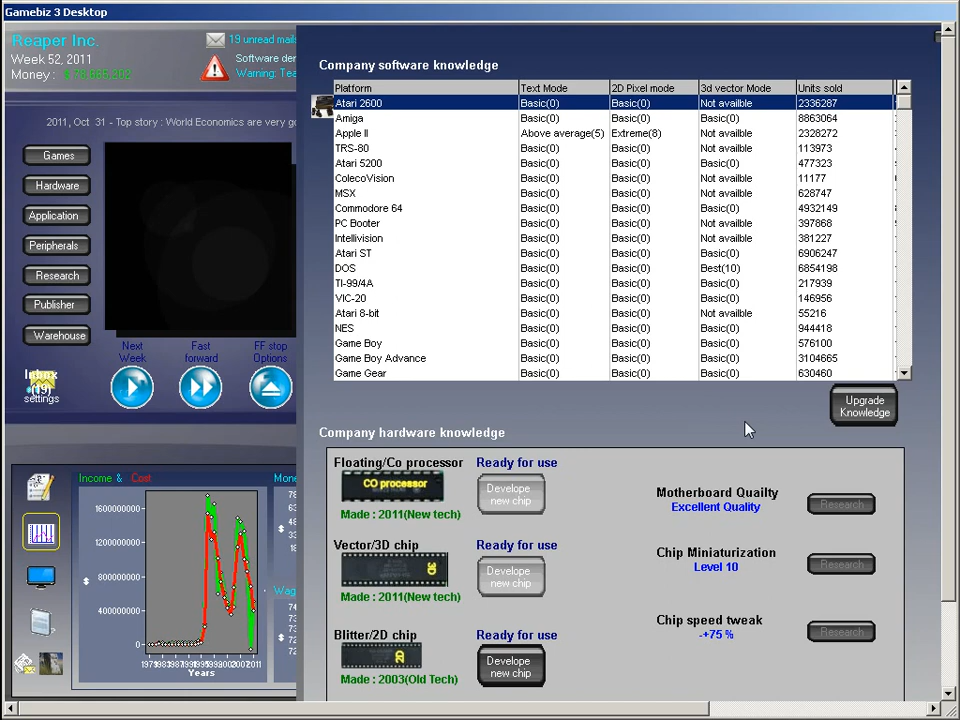 Gamebiz 3 Desktop
Reaper Inc.
Week 52, 2011
Money :
19 unread mails
Software der
Warning: Tea
2011, Oct 31 - Top story : World Economics are very go
Games
Hardware
Application
Peripherals
Research
Publisher
Warehouse
Next Week
Fast forward
FF stop Options
Inbox
(19)
settings
Income & Cost
Mone
1600000000
1200000000
800000000
400000000
0
$
Years
Wag
Company software knowledge
Platform Text Mode 2D Pixel mode 3d vector Mode Units sold
Atari 2600 Basic(0) Basic(0) Not availble 2336287
Amiga Basic(0) Basic(0) Basic(0) 8863064
Apple II Above average(5) Extreme(8) Not availble 2328272
TRS-80 Basic(0) Basic(0) Not availble 113973
Atari 5200 Basic(0) Basic(0) Basic(0) 477323
ColecoVision Basic(0) Basic(0) Not availble 11177
MSX Basic(0) Basic(0) Not availble 628747
Commodore 64 Basic(0) Basic(0) Basic(0) 4932149
PC Booter Basic(0) Basic(0) Not availble 397868
Intellivision Basic(0) Basic(0) Not availble 381227
Atari ST Basic(0) Basic(0) Basic(0) 6906247
DOS Basic(0) Basic(0) Best(10) 6854198
TI-99/4A Basic(0) Basic(0) Basic(0) 217939
VIC-20 Basic(0) Basic(0) Basic(0) 146956
Atari 8-bit Basic(0) Basic(0) Not availble 55216
NES Basic(0) Basic(0) Basic(0) 944418
Game Boy Basic(0) Basic(0) Basic(0) 576100
Game Boy Advance Basic(0) Basic(0) Basic(0) 3104665
Game Gear Basic(0) Basic(0) Basic(0) 630460
Upgrade
Knowledge
Company hardware knowledge
Floating/Co processor Ready for use
CO processor
Develope
new chip
Made : 2011(New tech)
Vector/3D chip Ready for use
3D
Develope
new chip
Made : 2011(New tech)
Blitter/2D chip Ready for use
2D
Develope
new chip
Made : 2003(Old Tech)
Motherboard Quailty
Excellent Quality
Research
Chip Miniaturization
Level 10
Research
Chip speed tweak
-+75 %
Research